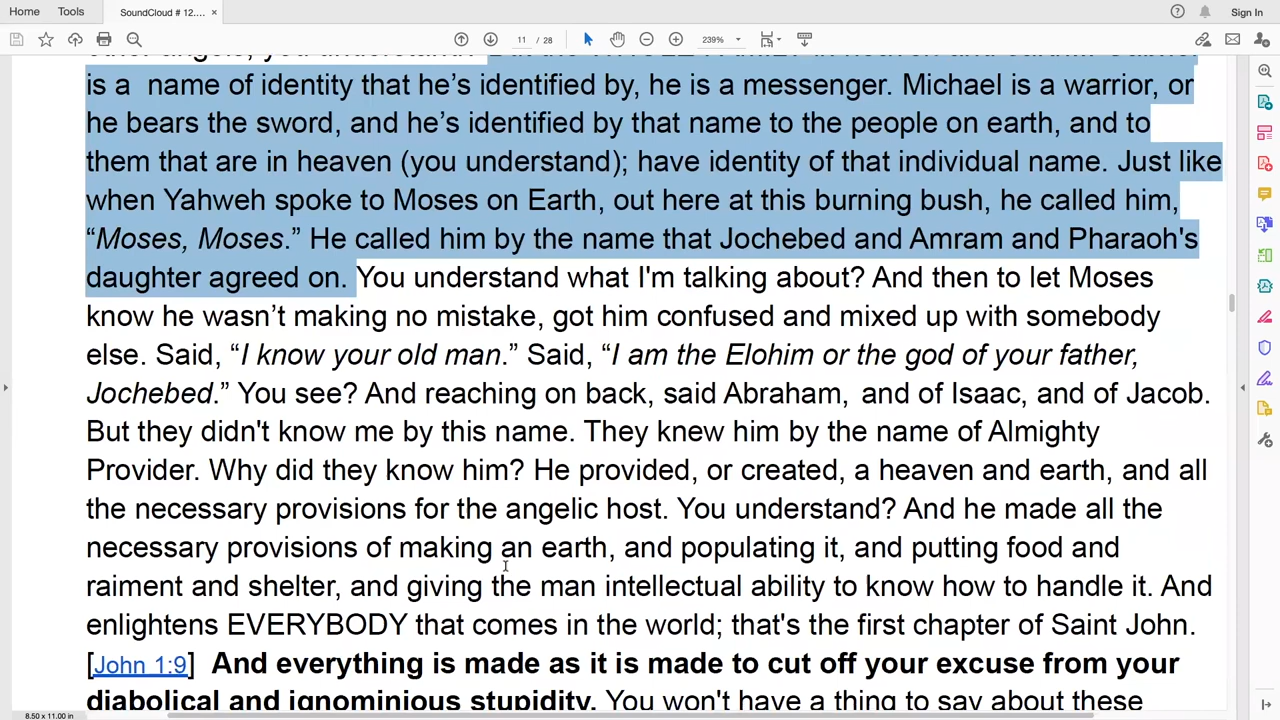 Home Tools SoundCloud # 12.... × Sign In
11 / 28 239%
is a name of identity that he's identified by, he is a messenger. Michael is a warrior, or
he bears the sword, and he's identified by that name to the people on earth, and to
them that are in heaven (you understand); have identity of that individual name. Just like
when Yahweh spoke to Moses on Earth, out here at this burning bush, he called him,
“Moses, Moses.” He called him by the name that Jochebed and Amram and Pharaoh's
daughter agreed on. You understand what I'm talking about? And then to let Moses
know he wasn’t making no mistake, got him confused and mixed up with somebody
else. Said, “I know your old man.” Said, “I am the Elohim or the god of your father,
Jochebed.” You see? And reaching on back, said Abraham, and of Isaac, and of Jacob.
But they didn't know me by this name. They knew him by the name of Almighty
Provider. Why did they know him? He provided, or created, a heaven and earth, and all
the necessary provisions for the angelic host. You understand? And he made all the
necessary provisions of making an earth, and populating it, and putting food and
raiment and shelter, and giving the man intellectual ability to know how to handle it. And
enlightens EVERYBODY that comes in the world; that's the first chapter of Saint John.
[John 1:9] And everything is made as it is made to cut off your excuse from your
diabolical and ignominious stupidity. You won't have a thing to say about these
8.50 x 11.00 in